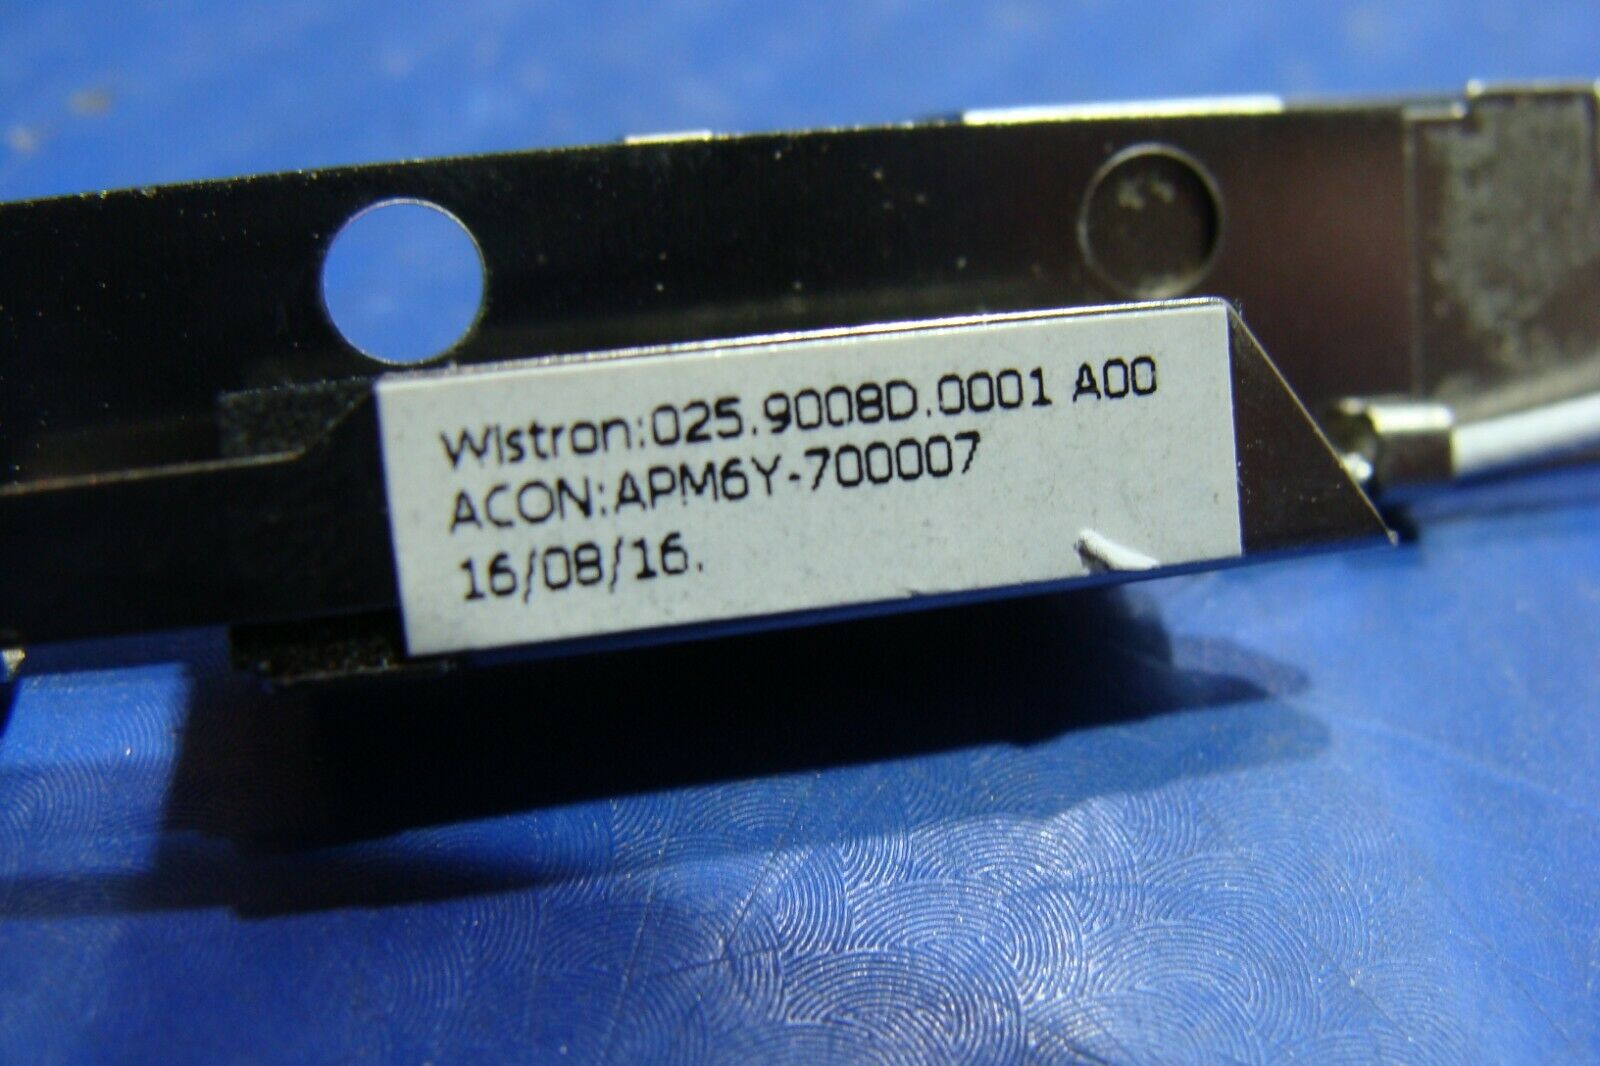 Wistron:025.9008D.0001 A00
ACON:APM6Y-700007
16/08/16.